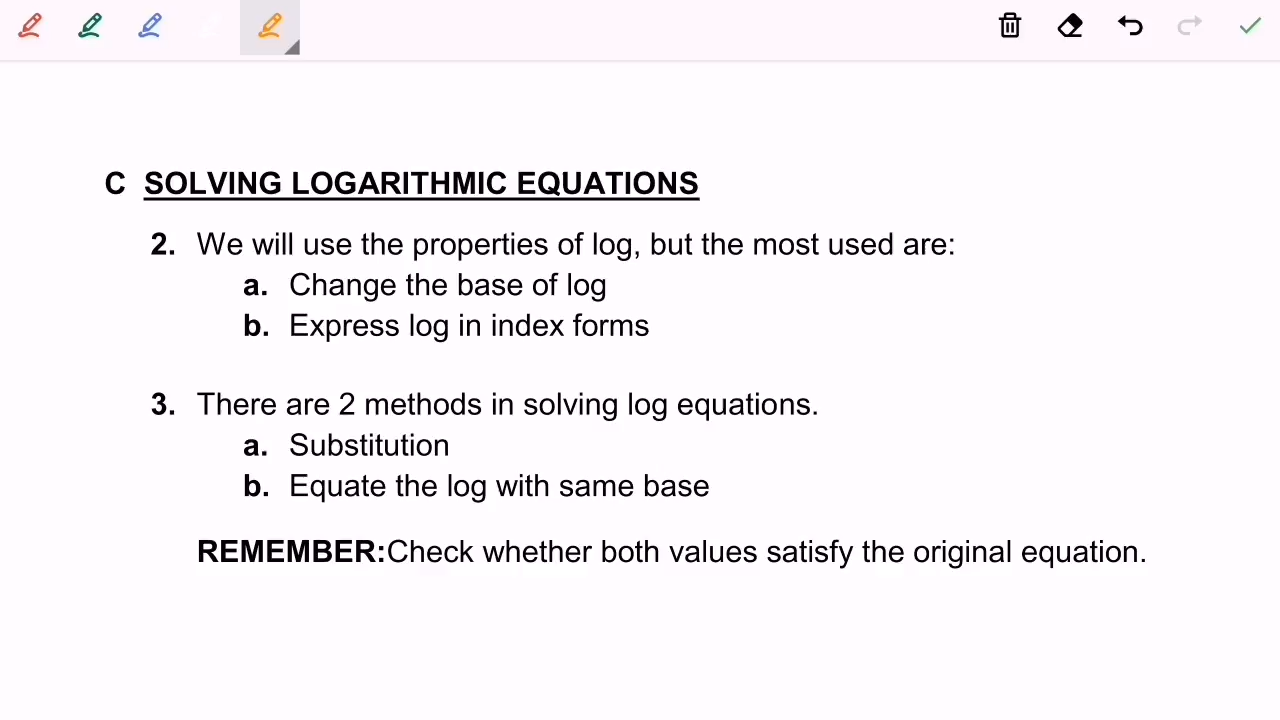 C SOLVING LOGARITHMIC EQUATIONS
2. We will use the properties of log, but the most used are:
a. Change the base of log
b. Express log in index forms
3. There are 2 methods in solving log equations.
a. Substitution
b. Equate the log with same base
REMEMBER:Check whether both values satisfy the original equation.